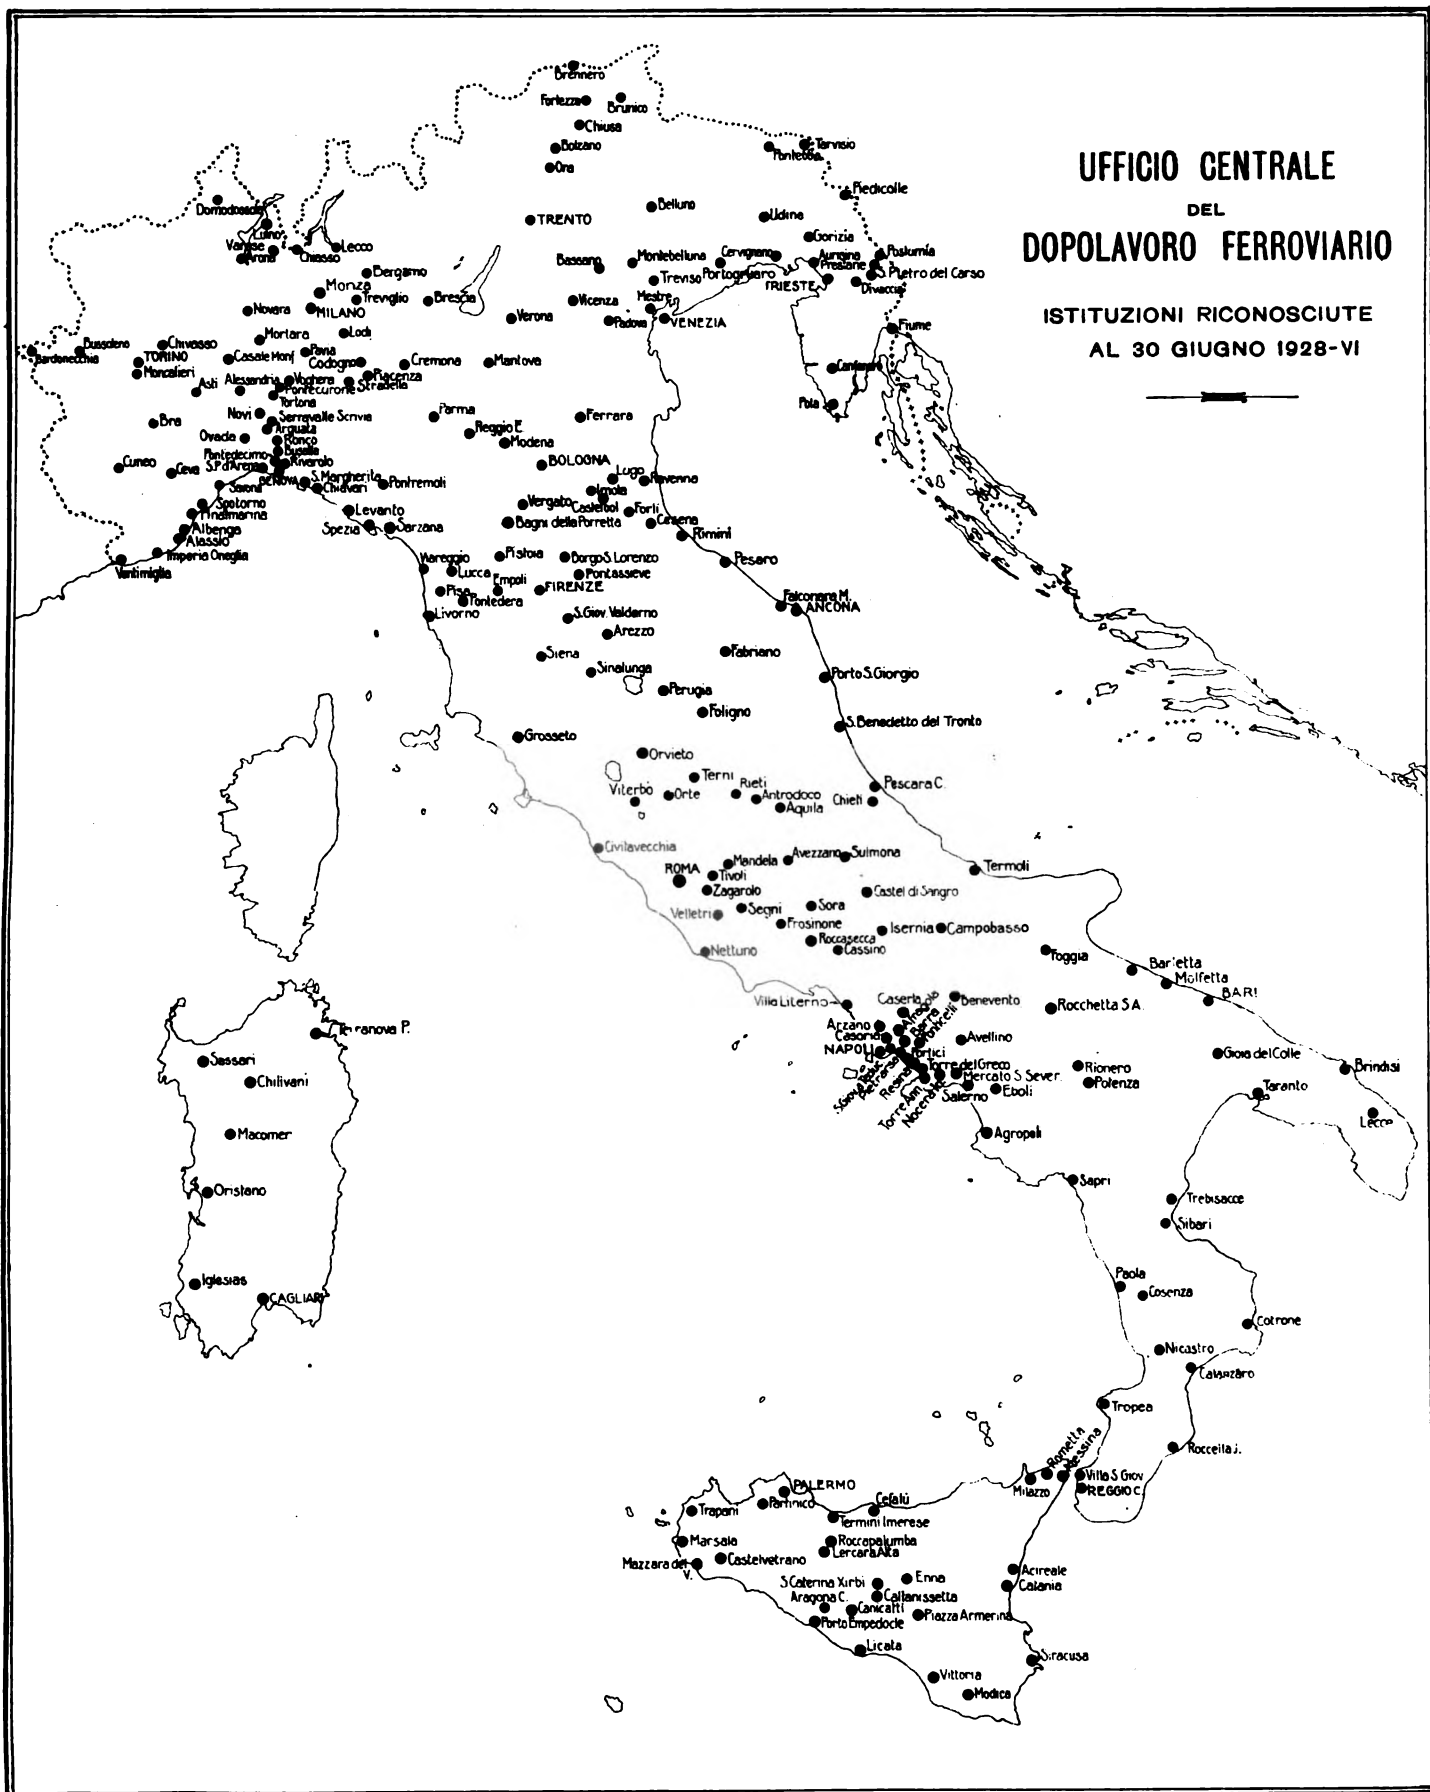 UFFICIO CENTRALE
DEL
DOPOLAVORO FERROVIARIO
ISTITUZIONI RICONOSCIUTE
AL 30 GIUGNO 1928-VI
Brennero
Fortezza
Brunico
Chiusa
Bolzano
Ora
Tarvisio
Pontebba
Piedicolle
Domodossola
Belluno
Udine
TRENTO
Luino
Gorizia
Varese
Lecco
Arona
Chiasso
Montebelluna
Cervignano
Aurisina
Postumia
Bassano
Prestane
Bergamo
Treviso
Portogruaro
S. Pietro del Carso
Monza
TRIESTE
Divaccia
Treviglio
Brescia
Vicenza
Mestre
Novara
MILANO
Verona
Padova
VENEZIA
Fiume
Mortara
Lodi
Bussoleno
Chivasso
Bardonecchia
TORINO
Casale Monf
Pavia
Codogno
Cremona
Mantova
Canfanaro
Moncalieri
Piacenza
Asti
Alessandria
Voghera
Stradella
Pontecurone
Tortona
Pola
Novi
Serravalle Scrivia
Parma
Ferrara
Bra
Arquata
Reggio E.
Ovada
Ronco
Modena
Busalla
Pontedecimo
Cuneo
Ceva
S.P. d'Arena
Rivarolo
BOLOGNA
GENOVA
S. Margherita
Lugo
Ravenna
Savona
Chiavari
Pontremoli
Imola
Spotorno
Vergato
Castelbol
Finalmarina
Levanto
Forlì
Albenga
Spezia
Sarzana
Bagni della Porretta
Cesena
Alassio
Rimini
Imperia Oneglia
Ventimiglia
Viareggio
Pistoia
Borgo S. Lorenzo
Pesaro
Lucca
Pontassieve
Pisa
Empoli
FIRENZE
Pontedera
Falconara M.
Livorno
ANCONA
S. Giov. Valdarno
Arezzo
Siena
Fabriano
Sinalunga
Porto S. Giorgio
Perugia
Foligno
S. Benedetto del Tronto
Grosseto
Orvieto
Terni
Rieti
Pescara C.
Viterbo
Orte
Antrodoco
Chieti
Aquila
Civitavecchia
Avezzano
Sulmona
Mandela
ROMA
Tivoli
Termoli
Zagarolo
Castel di Sangro
Segni
Sora
Velletri
Frosinone
Isernia
Campobasso
Roccasecca
Nettuno
Cassino
Foggia
Barletta
Molfetta
Villa Literno
Caserta
Benevento
BARI
Afragola
Rocchetta S.A.
Barra
Ponticelli
Arzano
Casoria
Avellino
NAPOLI
Portici
Gioia del Colle
Terranova P.
Torre del Greco
Rionero
Brindisi
Sassari
Mercato S. Sever.
Potenza
Chilivani
S. Giov. a Teduc.
Pietrarsa
Resina
Torre Ann.
Nocera
Salerno
Eboli
Taranto
Lecce
Macomer
Agropoli
Oristano
Sapri
Trebisacce
Sibari
Iglesias
Paola
CAGLIARI
Cosenza
Cotrone
Nicastro
Catanzaro
Tropea
Rometta
Messina
Roccella J.
Milazzo
Villa S. Giov
REGGIO C.
PALERMO
Trapani
Partinico
Cefalù
Termini Imerese
Marsala
Roccapalumba
Lercara Alta
Castelvetrano
Mazzara del
V.
Acireale
S. Caterina Xirbi
Enna
Catania
Aragona C.
Caltanissetta
Canicattì
Piazza Armerina
Porto Empedocle
Licata
Siracusa
Vittoria
Modica